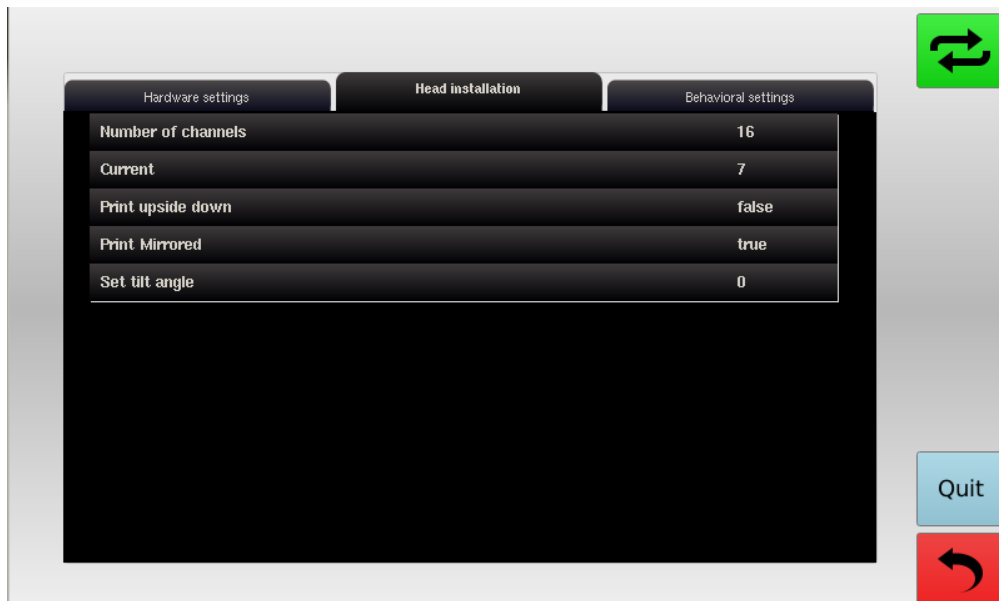 Hardware settings
Head installation
Behavioral settings
Number of channels 16
Current 7
Print upside down false
Print Mirrored true
Set tilt angle 0
Quit